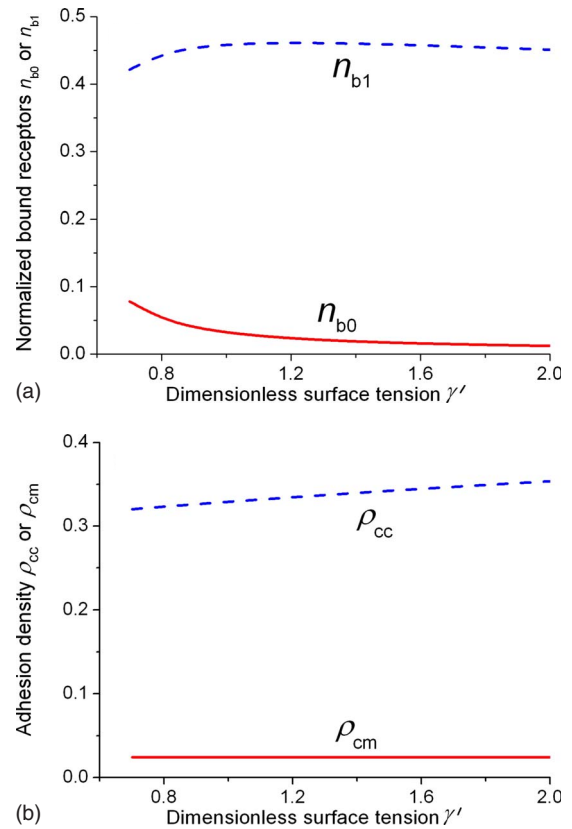 Normalized bound receptors n_b0 or n_b1
0.5
0.4
0.3
0.2
0.1
0.0
n_b1
n_b0
0.8 1.2 1.6 2.0
(a) Dimensionless surface tension γ′
Adhesion density ρ_cc or ρ_cm
0.4
0.3
0.2
0.1
0.0
ρ_cc
ρ_cm
0.8 1.2 1.6 2.0
(b) Dimensionless surface tension γ′